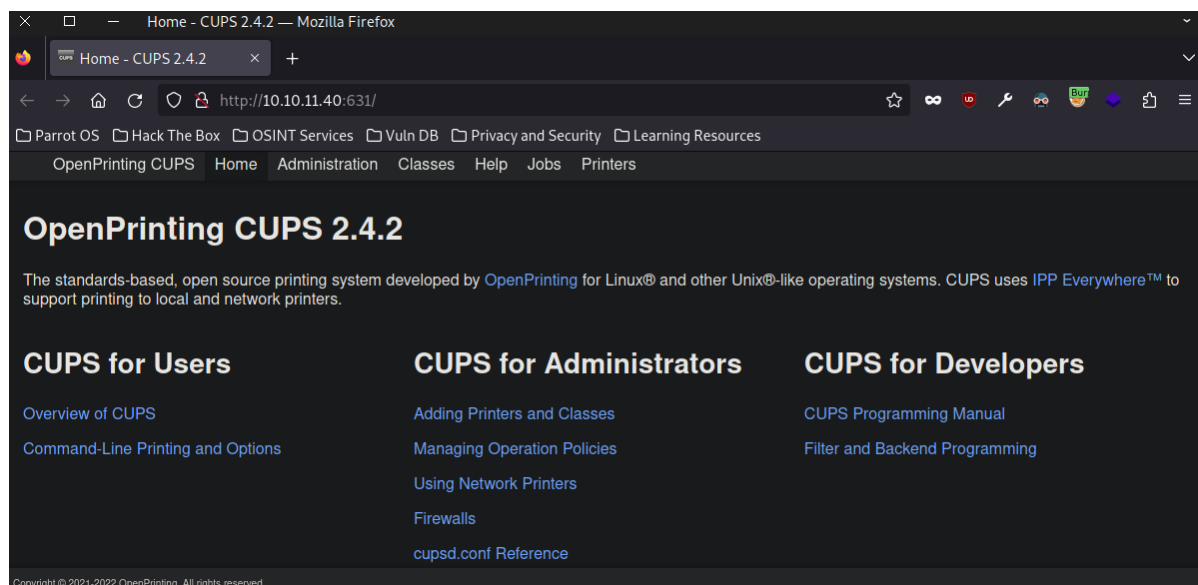 Home - CUPS 2.4.2 — Mozilla Firefox
Home - CUPS 2.4.2
http://10.10.11.40:631/
Parrot OS Hack The Box OSINT Services Vuln DB Privacy and Security Learning Resources
OpenPrinting CUPS Home Administration Classes Help Jobs Printers
OpenPrinting CUPS 2.4.2
The standards-based, open source printing system developed by OpenPrinting for Linux® and other Unix®-like operating systems. CUPS uses IPP Everywhere™ to
support printing to local and network printers.
CUPS for Users
Overview of CUPS
Command-Line Printing and Options
CUPS for Administrators
Adding Printers and Classes
Managing Operation Policies
Using Network Printers
Firewalls
cupsd.conf Reference
CUPS for Developers
CUPS Programming Manual
Filter and Backend Programming
Copyright © 2021-2022 OpenPrinting. All rights reserved.